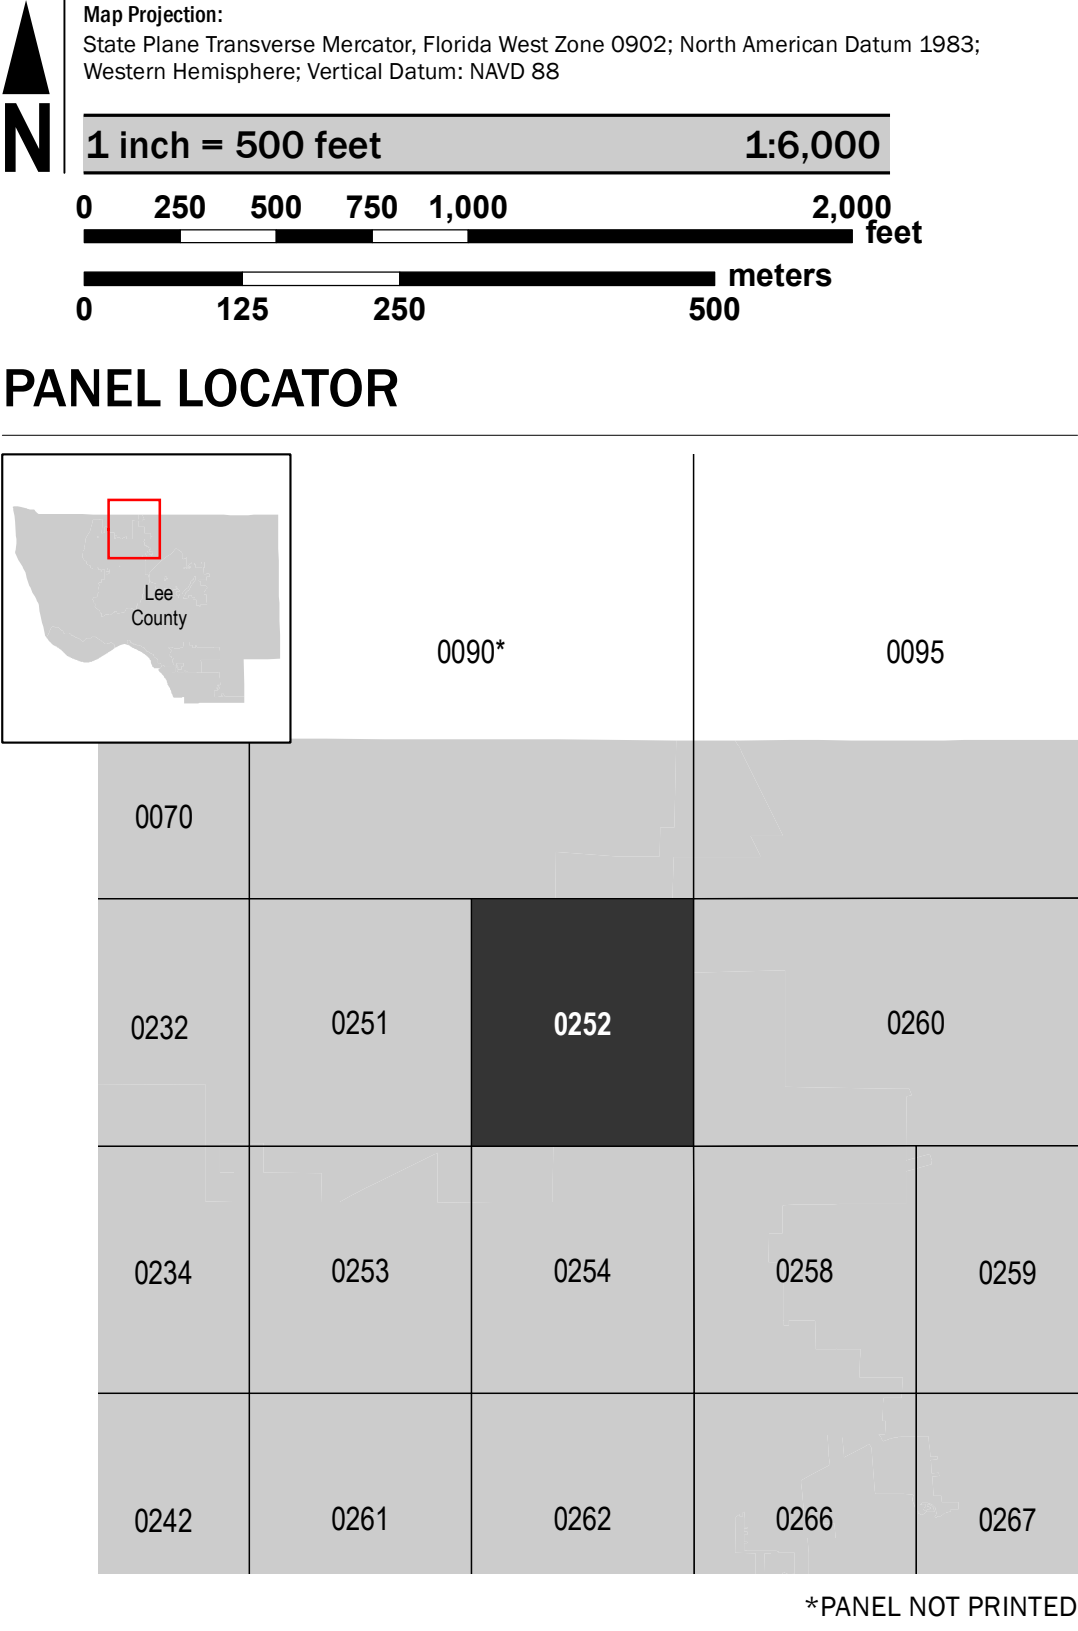 Map Projection:
State Plane Transverse Mercator, Florida West Zone 0902; North American Datum 1983;
Western Hemisphere; Vertical Datum: NAVD 88
N
1 inch = 500 feet 1:6,000
0 250 500 750 1,000 2,000
feet
meters
0 125 250 500
PANEL LOCATOR
Lee
County
0090* 0095
0070
0232 0251 0252 0260
0234 0253 0254 0258 0259
0242 0261 0262 0266 0267
*PANEL NOT PRINTED